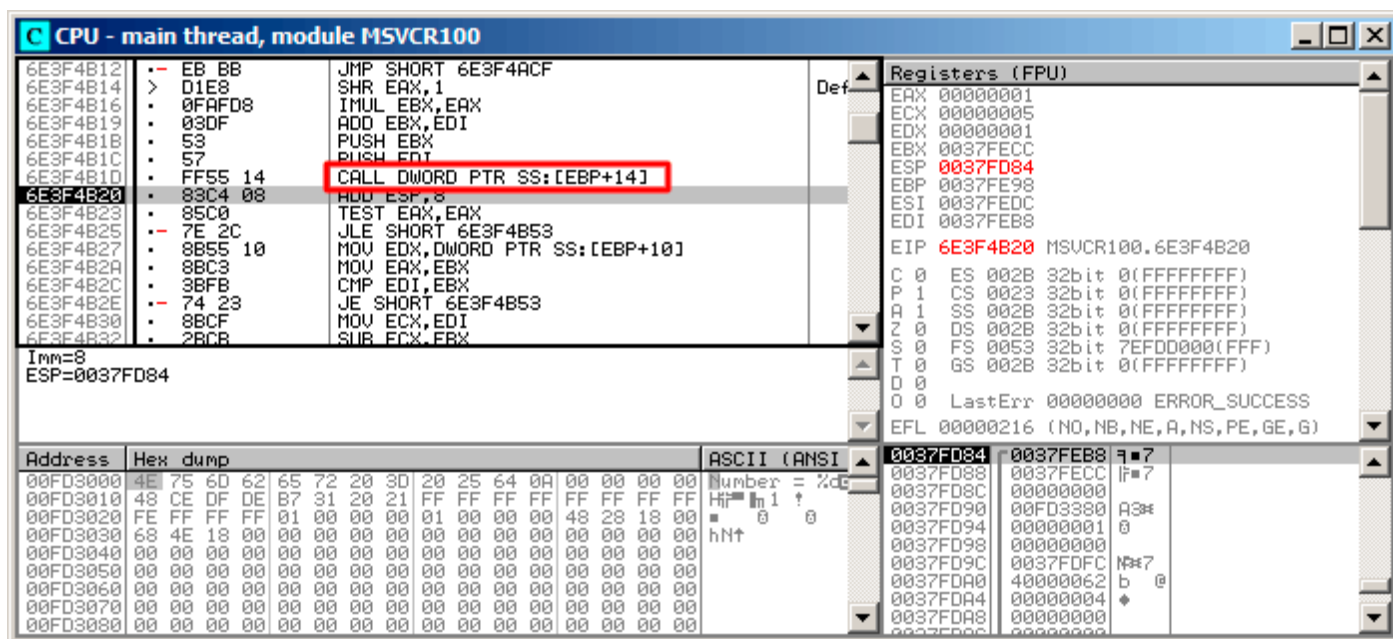 C CPU - main thread, module MSVCR100
6E3F4B12 .- EB BB JMP SHORT 6E3F4ACF
6E3F4B14 > D1E8 SHR EAX,1 Def
6E3F4B16 . 0FAFD8 IMUL EBX,EAX
6E3F4B19 . 03DF ADD EBX,EDI
6E3F4B1B . 53 PUSH EBX
6E3F4B1C . 57 PUSH EDI
6E3F4B1D . FF55 14 CALL DWORD PTR SS:[EBP+14]
6E3F4B20 . 83C4 08 ADD ESP,8
6E3F4B23 . 85C0 TEST EAX,EAX
6E3F4B25 .- 7E 2C JLE SHORT 6E3F4B53
6E3F4B27 . 8B55 10 MOV EDX,DWORD PTR SS:[EBP+10]
6E3F4B2A . 8BC3 MOV EAX,EBX
6E3F4B2C . 3BFB CMP EDI,EBX
6E3F4B2E .- 74 23 JE SHORT 6E3F4B53
6E3F4B30 . 8BCF MOV ECX,EDI
6E3F4B32 . 2BCB SUB ECX,EBX
Imm=8
ESP=0037FD84
Registers (FPU)
EAX 00000001
ECX 00000005
EDX 00000001
EBX 0037FECC
ESP 0037FD84
EBP 0037FE98
ESI 0037FEDC
EDI 0037FEB8
EIP 6E3F4B20 MSVCR100.6E3F4B20
C 0 ES 002B 32bit 0(FFFFFFFF)
P 1 CS 0023 32bit 0(FFFFFFFF)
A 1 SS 002B 32bit 0(FFFFFFFF)
Z 0 DS 002B 32bit 0(FFFFFFFF)
S 0 FS 0053 32bit 7EFDD000(FFF)
T 0 GS 002B 32bit 0(FFFFFFFF)
D 0
O 0 LastErr 00000000 ERROR_SUCCESS
EFL 00000216 (NO,NB,NE,A,NS,PE,GE,G)
Address Hex dump ASCII (ANSI
00FD3000 4E 75 6D 62 65 72 20 3D 20 25 64 0A 00 00 00 00 Number = %d
00FD3010 48 CE DF DE B7 31 20 21 FF FF FF FF FF FF FF FF
00FD3020 FE FF FF FF 01 00 00 00 01 00 00 00 48 28 18 00
00FD3030 68 4E 18 00 00 00 00 00 00 00 00 00 00 00 00 00 hN↑
00FD3040 00 00 00 00 00 00 00 00 00 00 00 00 00 00 00 00
00FD3050 00 00 00 00 00 00 00 00 00 00 00 00 00 00 00 00
00FD3060 00 00 00 00 00 00 00 00 00 00 00 00 00 00 00 00
00FD3070 00 00 00 00 00 00 00 00 00 00 00 00 00 00 00 00
00FD3080 00 00 00 00 00 00 00 00 00 00 00 00 00 00 00 00
0037FD84 0037FEB8
0037FD88 0037FECC
0037FD8C 00000000
0037FD90 00FD3380
0037FD94 00000001
0037FD98 00000000
0037FD9C 0037FDFC
0037FDA0 40000062 b @
0037FDA4 00000004 ♦
0037FDA8 00000000